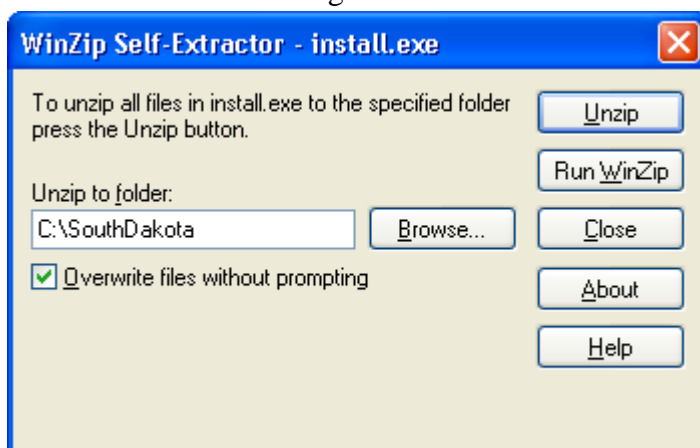 WinZip Self-Extractor - install.exe
To unzip all files in install.exe to the specified folder
press the Unzip button.
Unzip
Run WinZip
Unzip to folder:
C:\SouthDakota
Browse...
Close
Overwrite files without prompting
About
Help